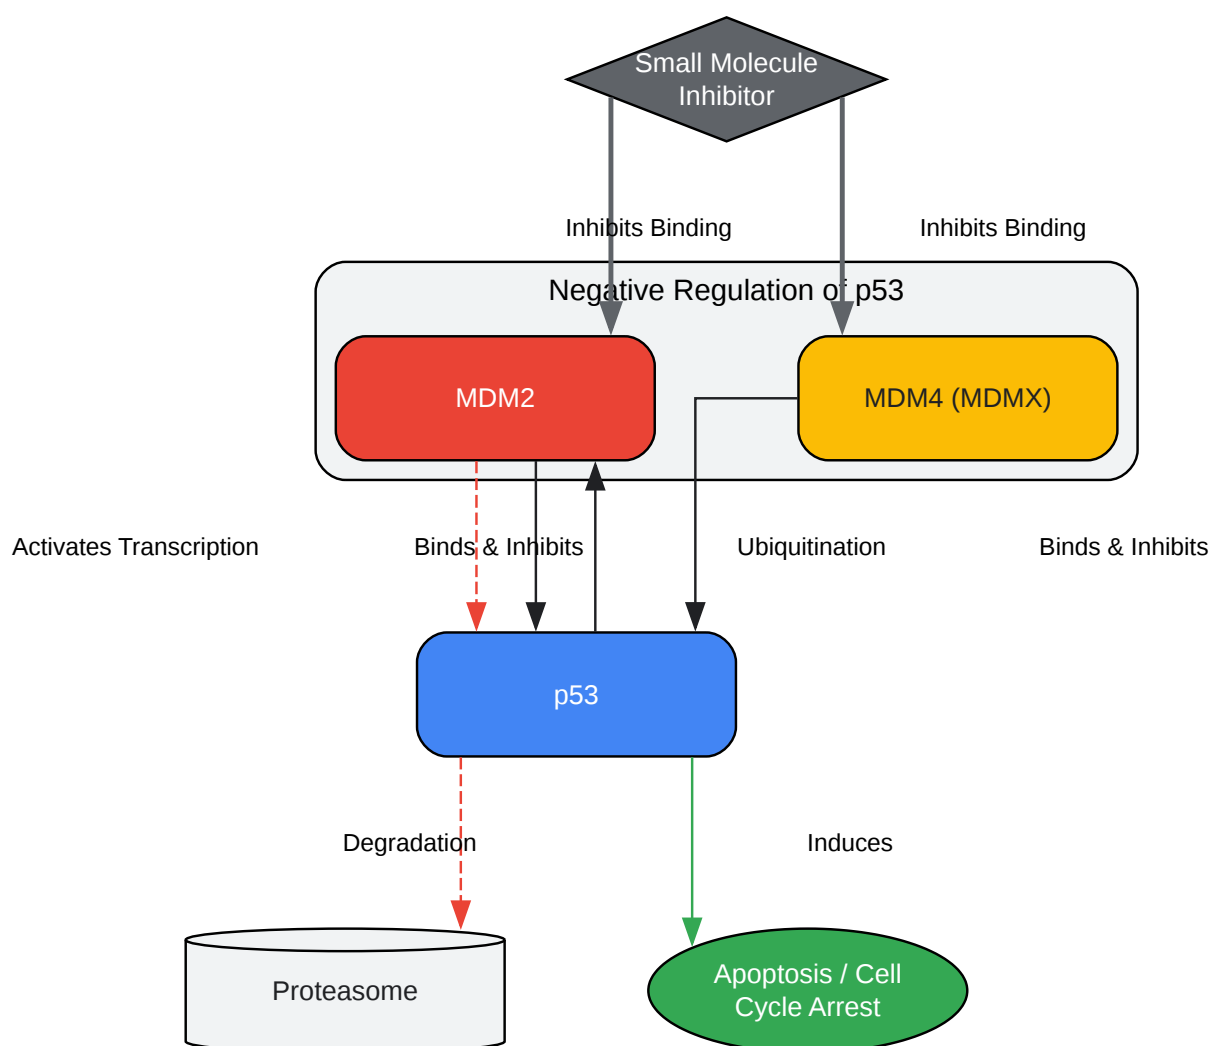 Small Molecule
Inhibitor
Inhibits Binding
Inhibits Binding
Negative Regulation of p53
MDM2
MDM4 (MDMX)
Activates Transcription
Binds & Inhibits
Ubiquitination
Binds & Inhibits
p53
Degradation
Induces
Proteasome
Apoptosis / Cell
Cycle Arrest